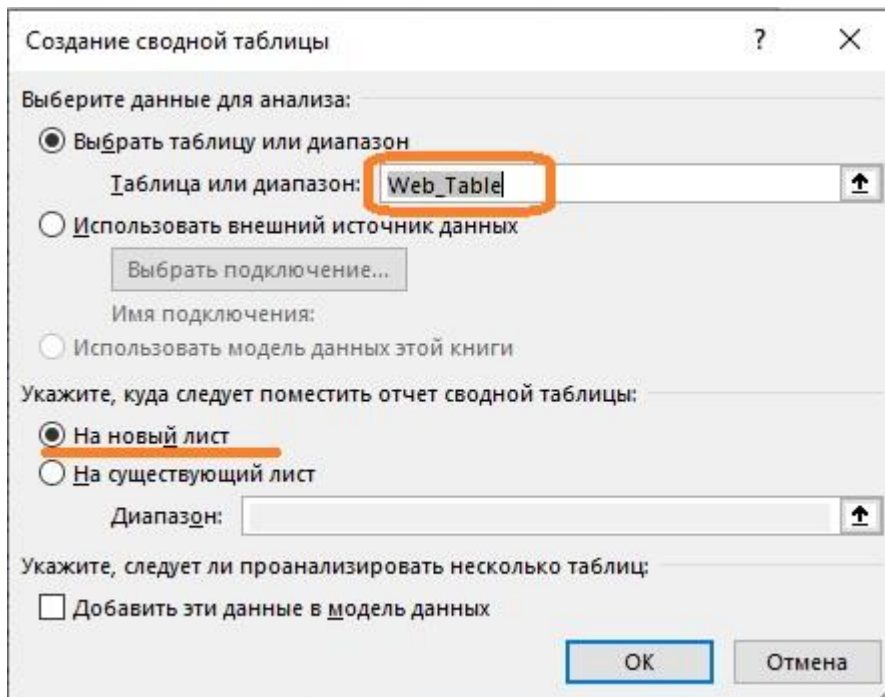 Создание сводной таблицы ?
Выберите данные для анализа:
Выбрать таблицу или диапазон
Таблица или диапазон: Web_Table
Использовать внешний источник данных
Выбрать подключение...
Имя подключения:
Использовать модель данных этой книги
Укажите, куда следует поместить отчет сводной таблицы:
На новый лист
На существующий лист
Диапазон:
Укажите, следует ли проанализировать несколько таблиц:
Добавить эти данные в модель данных
ОК Отмена